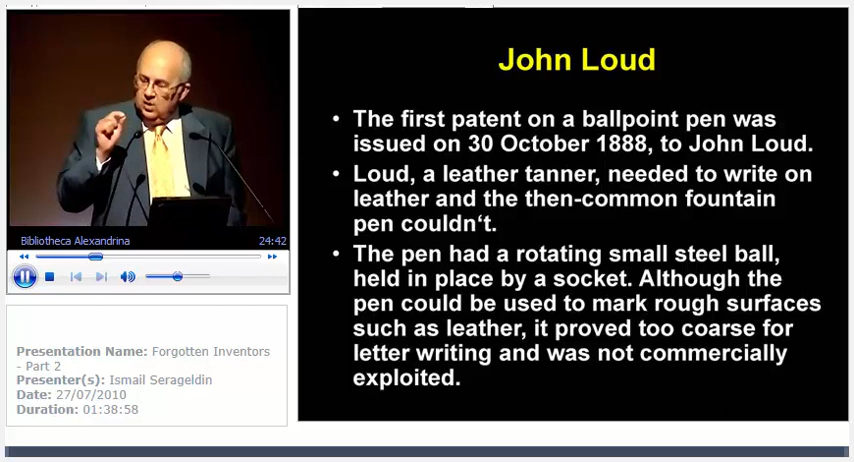 Bibliotheca Alexandrina 24:42
Presentation Name: Forgotten Inventors
- Part 2
Presenter(s): Ismail Serageldin
Date: 27/07/2010
Duration: 01:38:58
John Loud
• The first patent on a ballpoint pen was
issued on 30 October 1888, to John Loud.
• Loud, a leather tanner, needed to write on
leather and the then-common fountain
pen couldn‘t.
• The pen had a rotating small steel ball,
held in place by a socket. Although the
pen could be used to mark rough surfaces
such as leather, it proved too coarse for
letter writing and was not commercially
exploited.